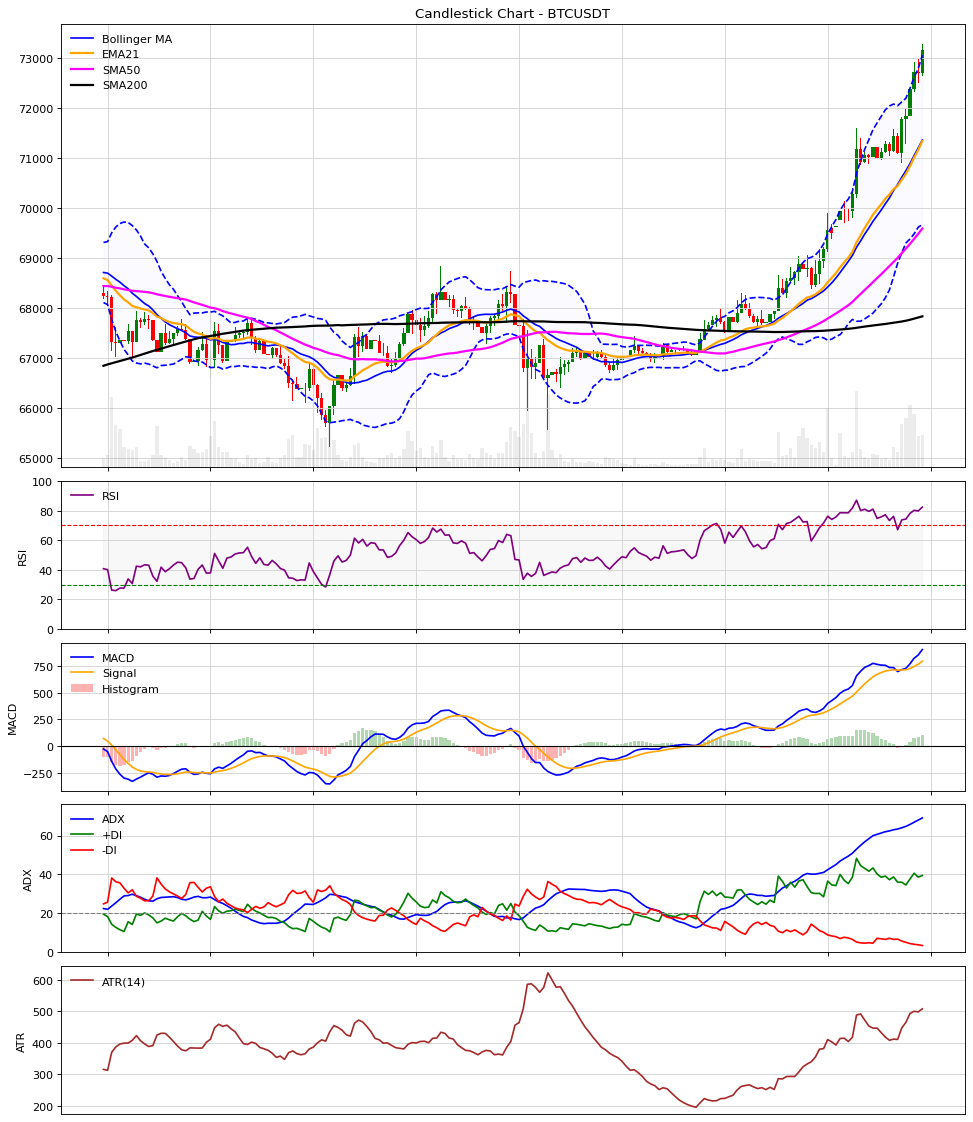 Candlestick Chart - BTCUSDT
Bollinger MA
EMA21
SMA50
SMA200
73000
72000
71000
70000
69000
68000
67000
66000
65000
RSI
100
80
60
40
20
0
RSI
MACD
Signal
Histogram
750
500
250
0
−250
MACD
ADX
+DI
-DI
60
40
20
0
ADX
ATR(14)
600
500
400
300
200
ATR